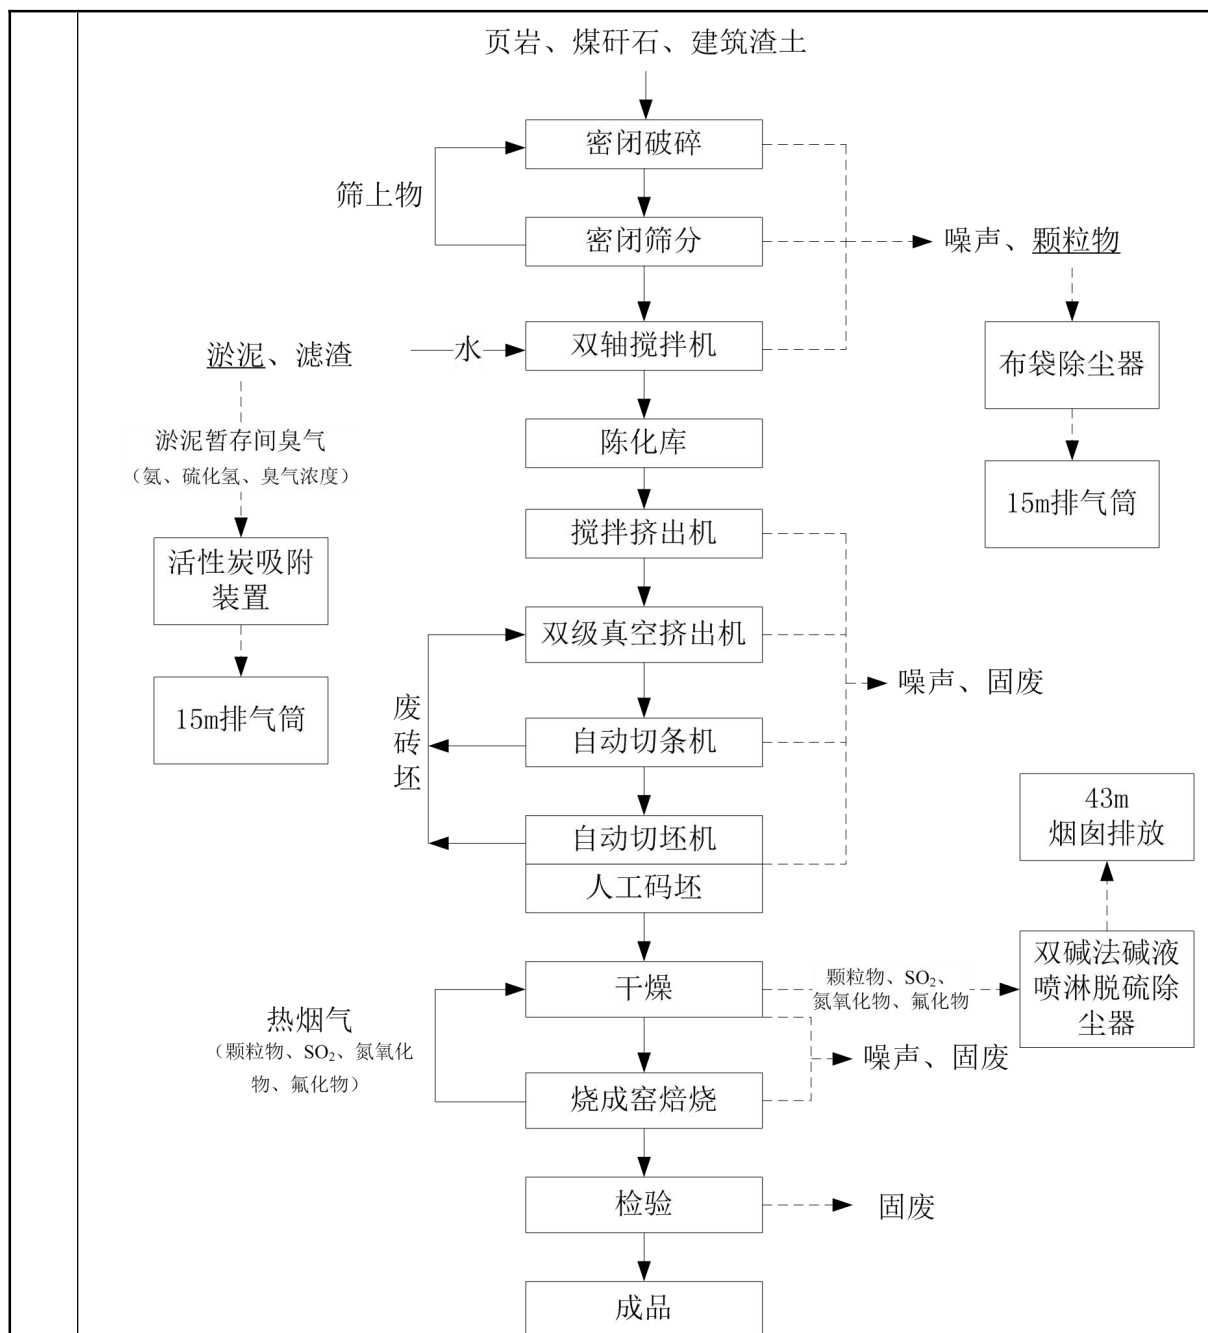 页岩、煤矸石、建筑渣土
密闭破碎
筛上物
密闭筛分
噪声、颗粒物
淤泥、滤渣
水
双轴搅拌机
布袋除尘器
陈化库
淤泥暂存间臭气
（氨、硫化氢、臭气浓度）
15m排气筒
搅拌挤出机
活性炭吸附
装置
双级真空挤出机
噪声、固废
15m排气筒
废
砖
坯
自动切条机
43m
烟囱排放
自动切坯机
人工码坯
双碱法碱液
喷淋脱硫除
尘器
干燥
颗粒物、SO₂、
氮氧化物、氟化物
热烟气
（颗粒物、SO₂、氮氧化
物、氟化物）
噪声、固废
烧成窑焙烧
检验
固废
成品